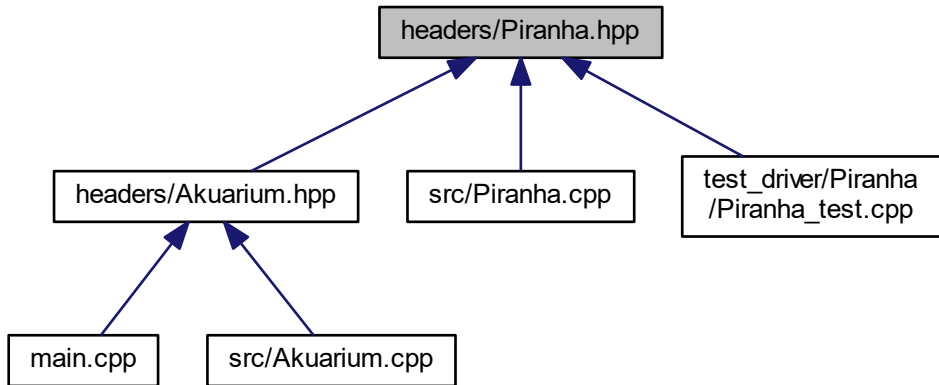 headers/Piranha.hpp
headers/Akuarium.hpp
src/Piranha.cpp
test_driver/Piranha
/Piranha_test.cpp
main.cpp
src/Akuarium.cpp